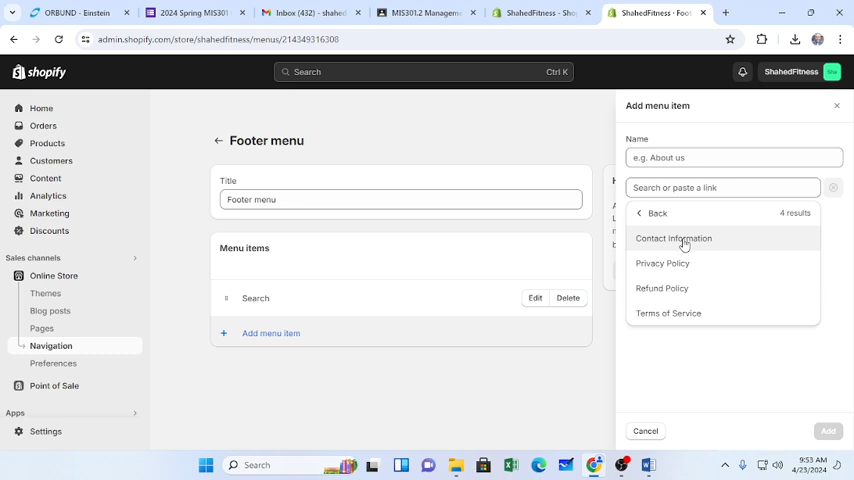 ORBUND - Einstein
2024 Spring MIS301
Inbox (432) - shahed
MIS301.2 Manageme
ShahedFitness - Shop
ShahedFitness · Foot
admin.shopify.com/store/shahedfitness/menus/214349316308
shopify
Search
Ctrl K
ShahedFitness
Sha
Home
Orders
Products
Customers
Content
Analytics
Marketing
Discounts
Sales channels
Online Store
Themes
Blog posts
Pages
Navigation
Preferences
Point of Sale
Apps
Settings
Footer menu
Title
Footer menu
Menu items
Search
Edit
Delete
Add menu item
Add menu item
Name
e.g. About us
Search or paste a link
Back
4 results
Contact Information
Privacy Policy
Refund Policy
Terms of Service
Cancel
Add
Search
9:53 AM
4/23/2024